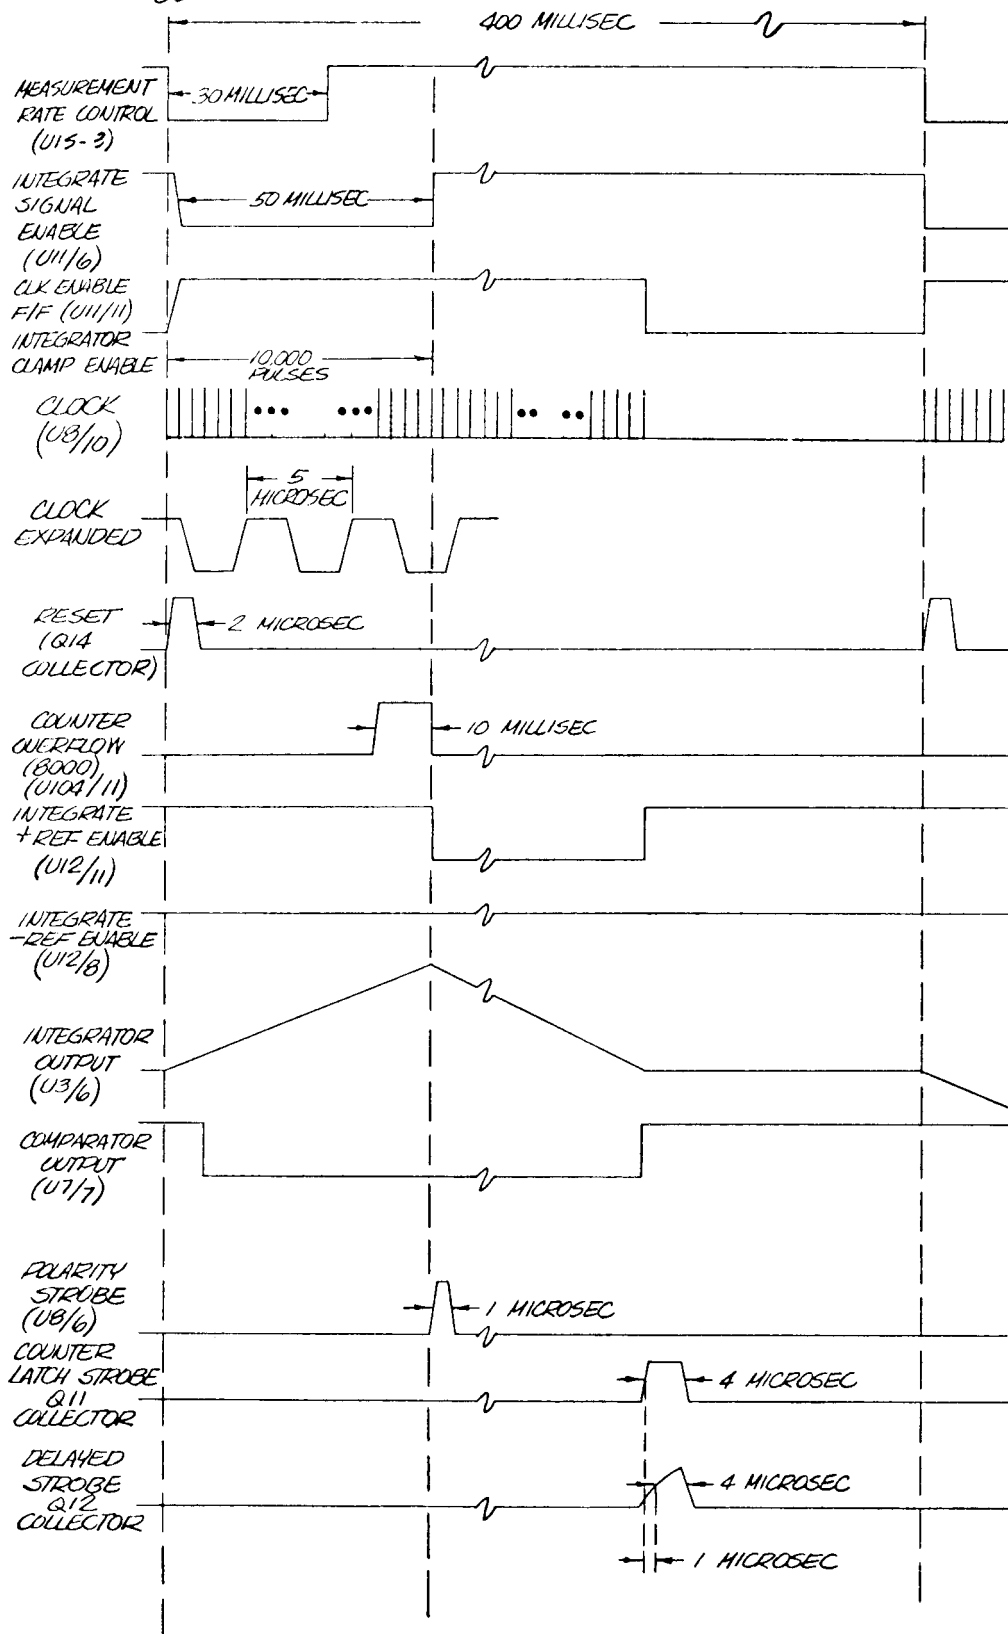 400 MILLISEC
MEASUREMENT
RATE CONTROL
(U15-3)
30 MILLISEC
INTEGRATE
SIGNAL
ENABLE
(U11/6)
50 MILLISEC
CLK ENABLE
F/F (U11/11)
INTEGRATOR
CLAMP ENABLE
10,000
PULSES
CLOCK
(U8/10)
5
MICROSEC
CLOCK
EXPANDED
RESET
(Q14
COLLECTOR)
2 MICROSEC
COUNTER
OVERFLOW
(8000)
(U104/11)
10 MILLISEC
INTEGRATE
+REF ENABLE
(U12/11)
INTEGRATE
-REF ENABLE
(U12/8)
INTEGRATOR
OUTPUT
(U3/6)
COMPARATOR
OUTPUT
(U7/7)
POLARITY
STROBE
(U8/6)
1 MICROSEC
COUNTER
LATCH STROBE
Q11
COLLECTOR
4 MICROSEC
DELAYED
STROBE
Q12
COLLECTOR
4 MICROSEC
1 MICROSEC